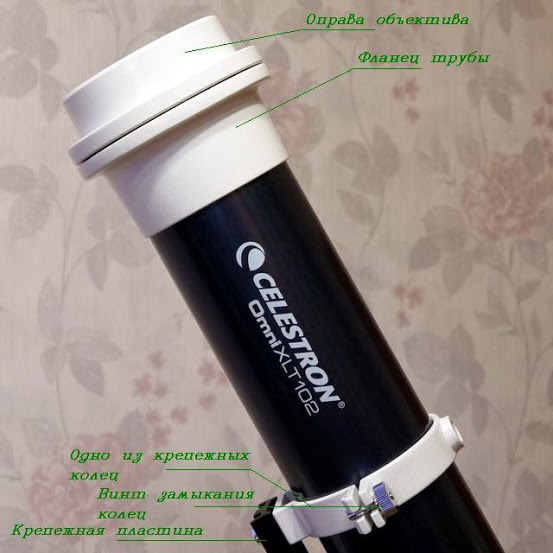 Оправа объектива
Фланец трубы
CELESTRON®
Omni XLT 102
Одно из крепежных
колец
Винт замыкания
колец
Крепежная пластина